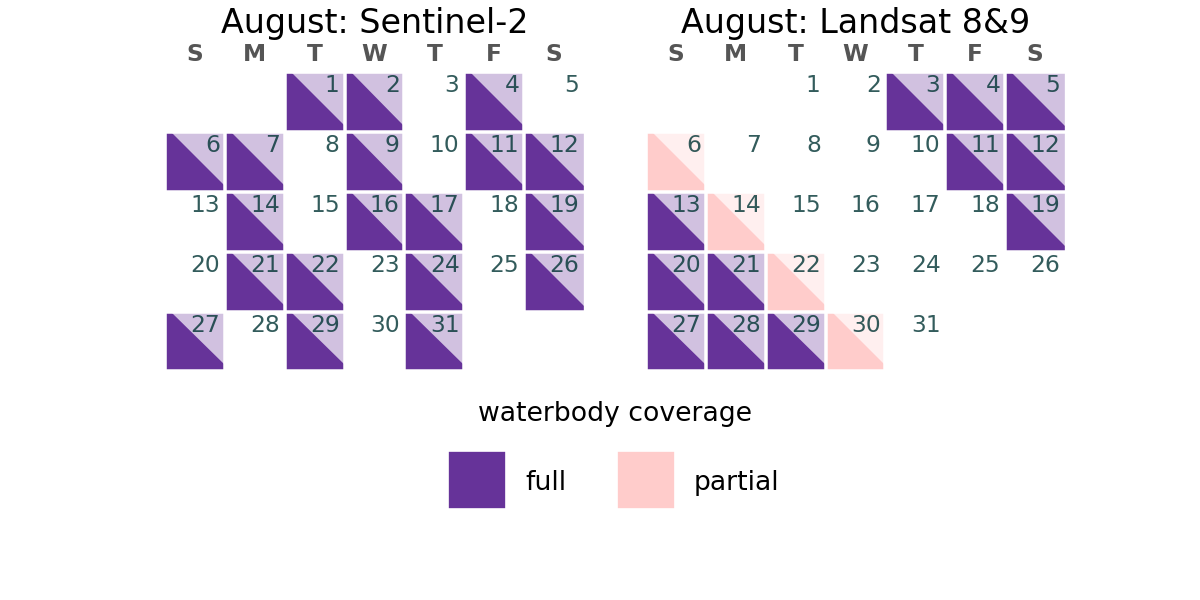 August: Sentinel-2
S M T W T F S
1 2 3 4 5
6 7 8 9 10 11 12
13 14 15 16 17 18 19
20 21 22 23 24 25 26
27 28 29 30 31
August: Landsat 8&9
S M T W T F S
1 2 3 4 5
6 7 8 9 10 11 12
13 14 15 16 17 18 19
20 21 22 23 24 25 26
27 28 29 30 31
waterbody coverage
full partial